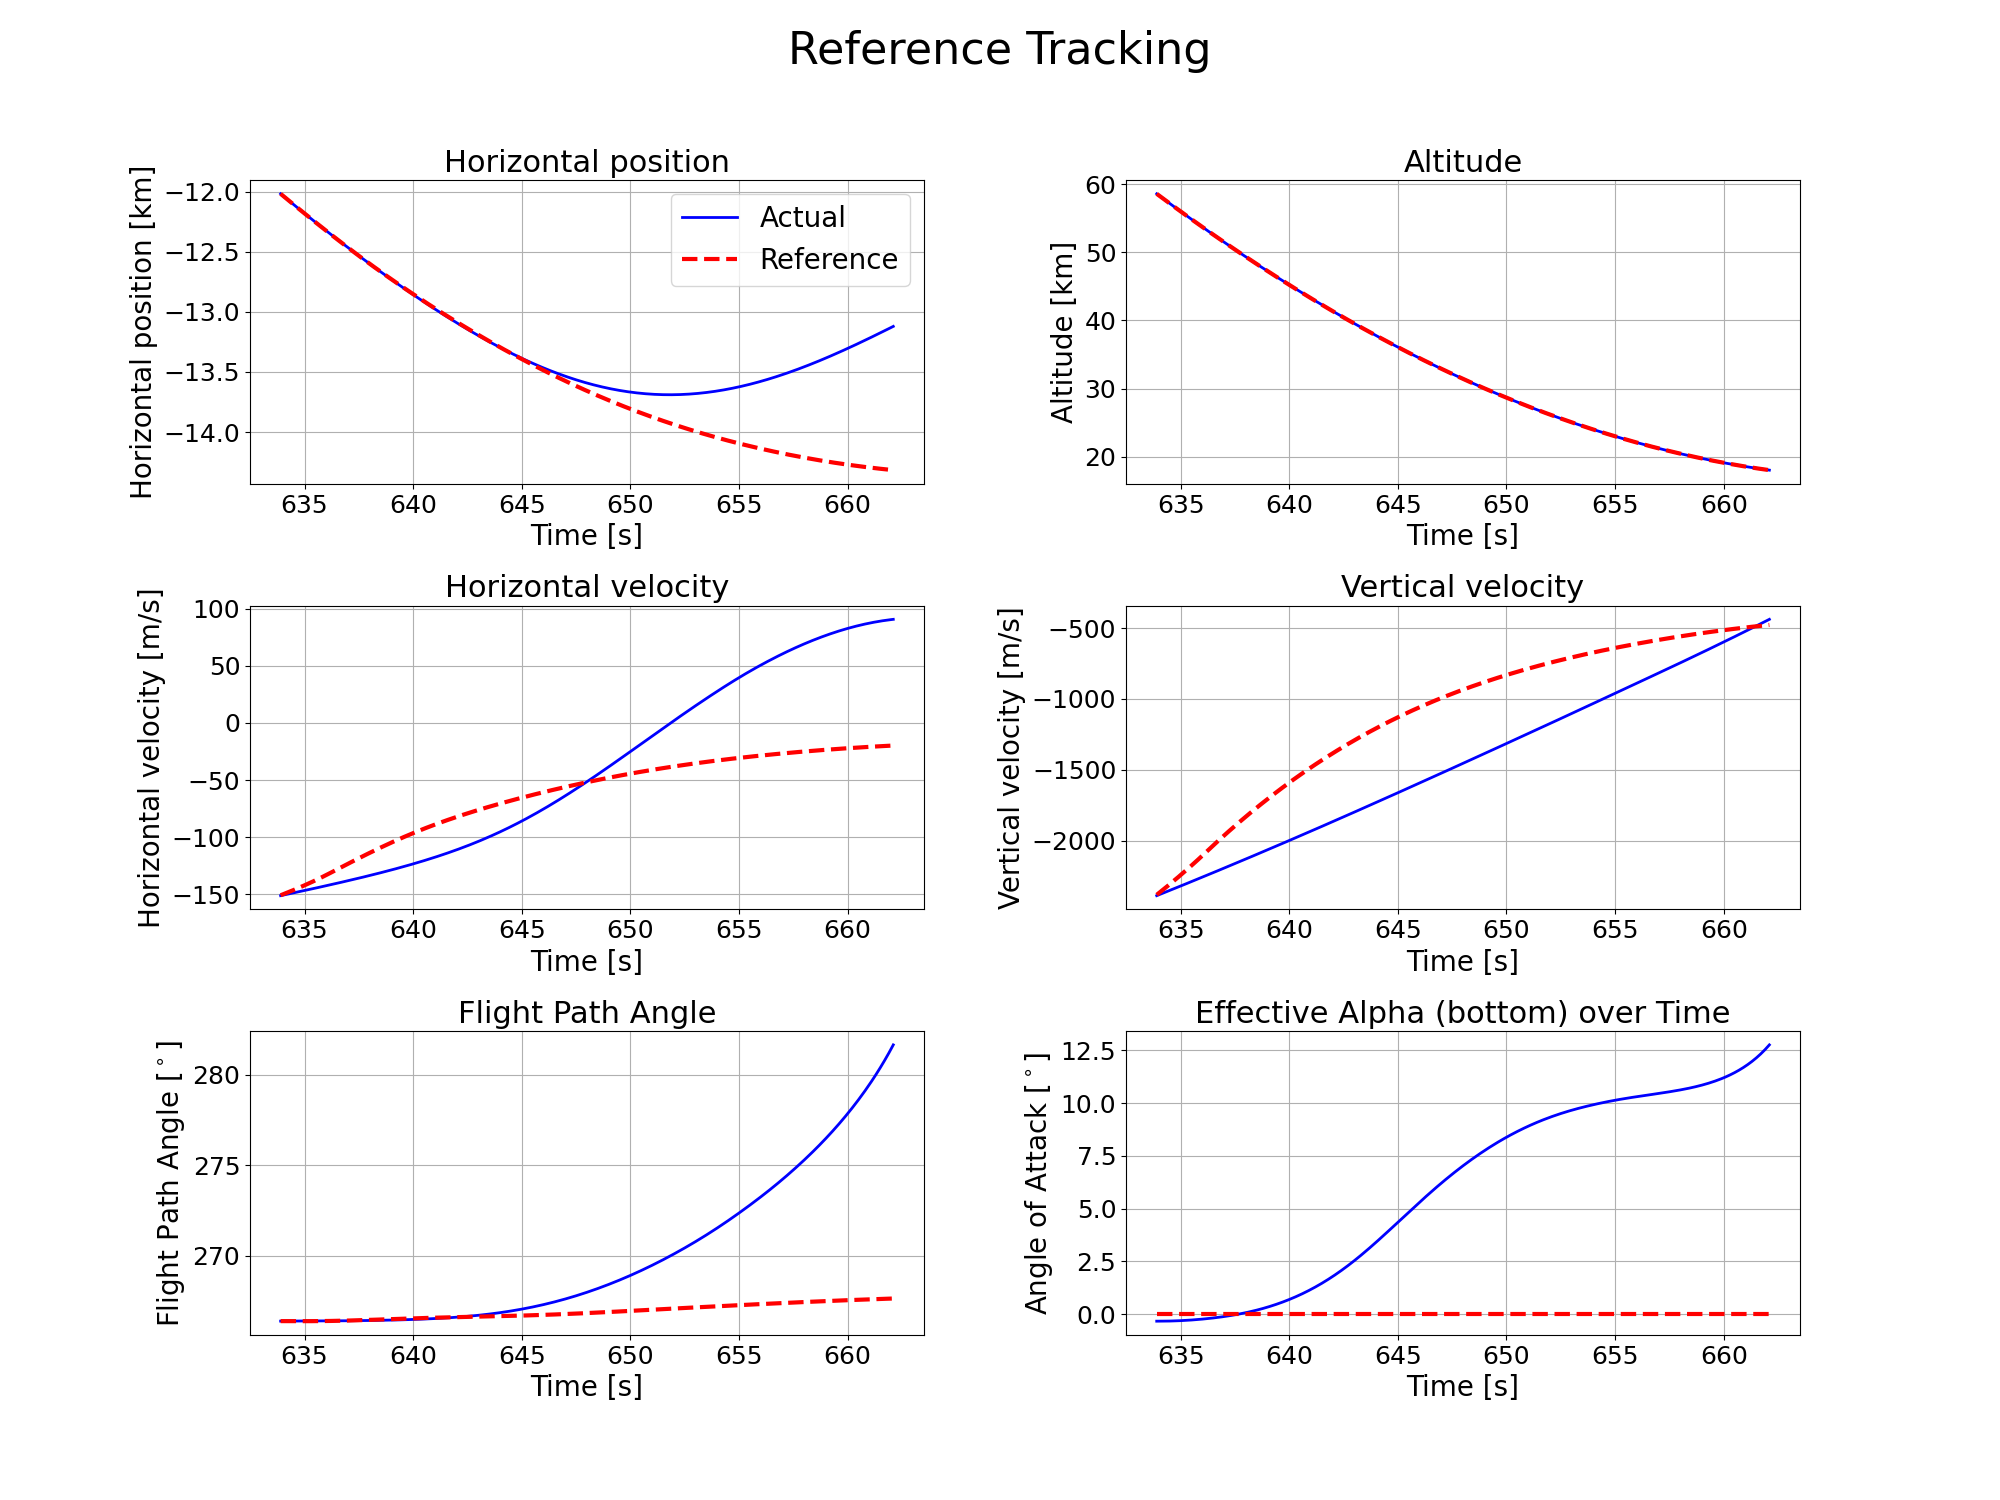 Reference Tracking
Horizontal position
Horizontal position [km]
−12.0
−12.5
−13.0
−13.5
−14.0
Actual
Reference
635 640 645 650 655 660
Time [s]
Altitude
Altitude [km]
60
50
40
30
20
635 640 645 650 655 660
Time [s]
Horizontal velocity
Horizontal velocity [m/s]
100
50
0
−50
−100
−150
635 640 645 650 655 660
Time [s]
Vertical velocity
Vertical velocity [m/s]
−500
−1000
−1500
−2000
635 640 645 650 655 660
Time [s]
Flight Path Angle
Flight Path Angle [°]
280
275
270
635 640 645 650 655 660
Time [s]
Effective Alpha (bottom) over Time
Angle of Attack [°]
12.5
10.0
7.5
5.0
2.5
0.0
635 640 645 650 655 660
Time [s]